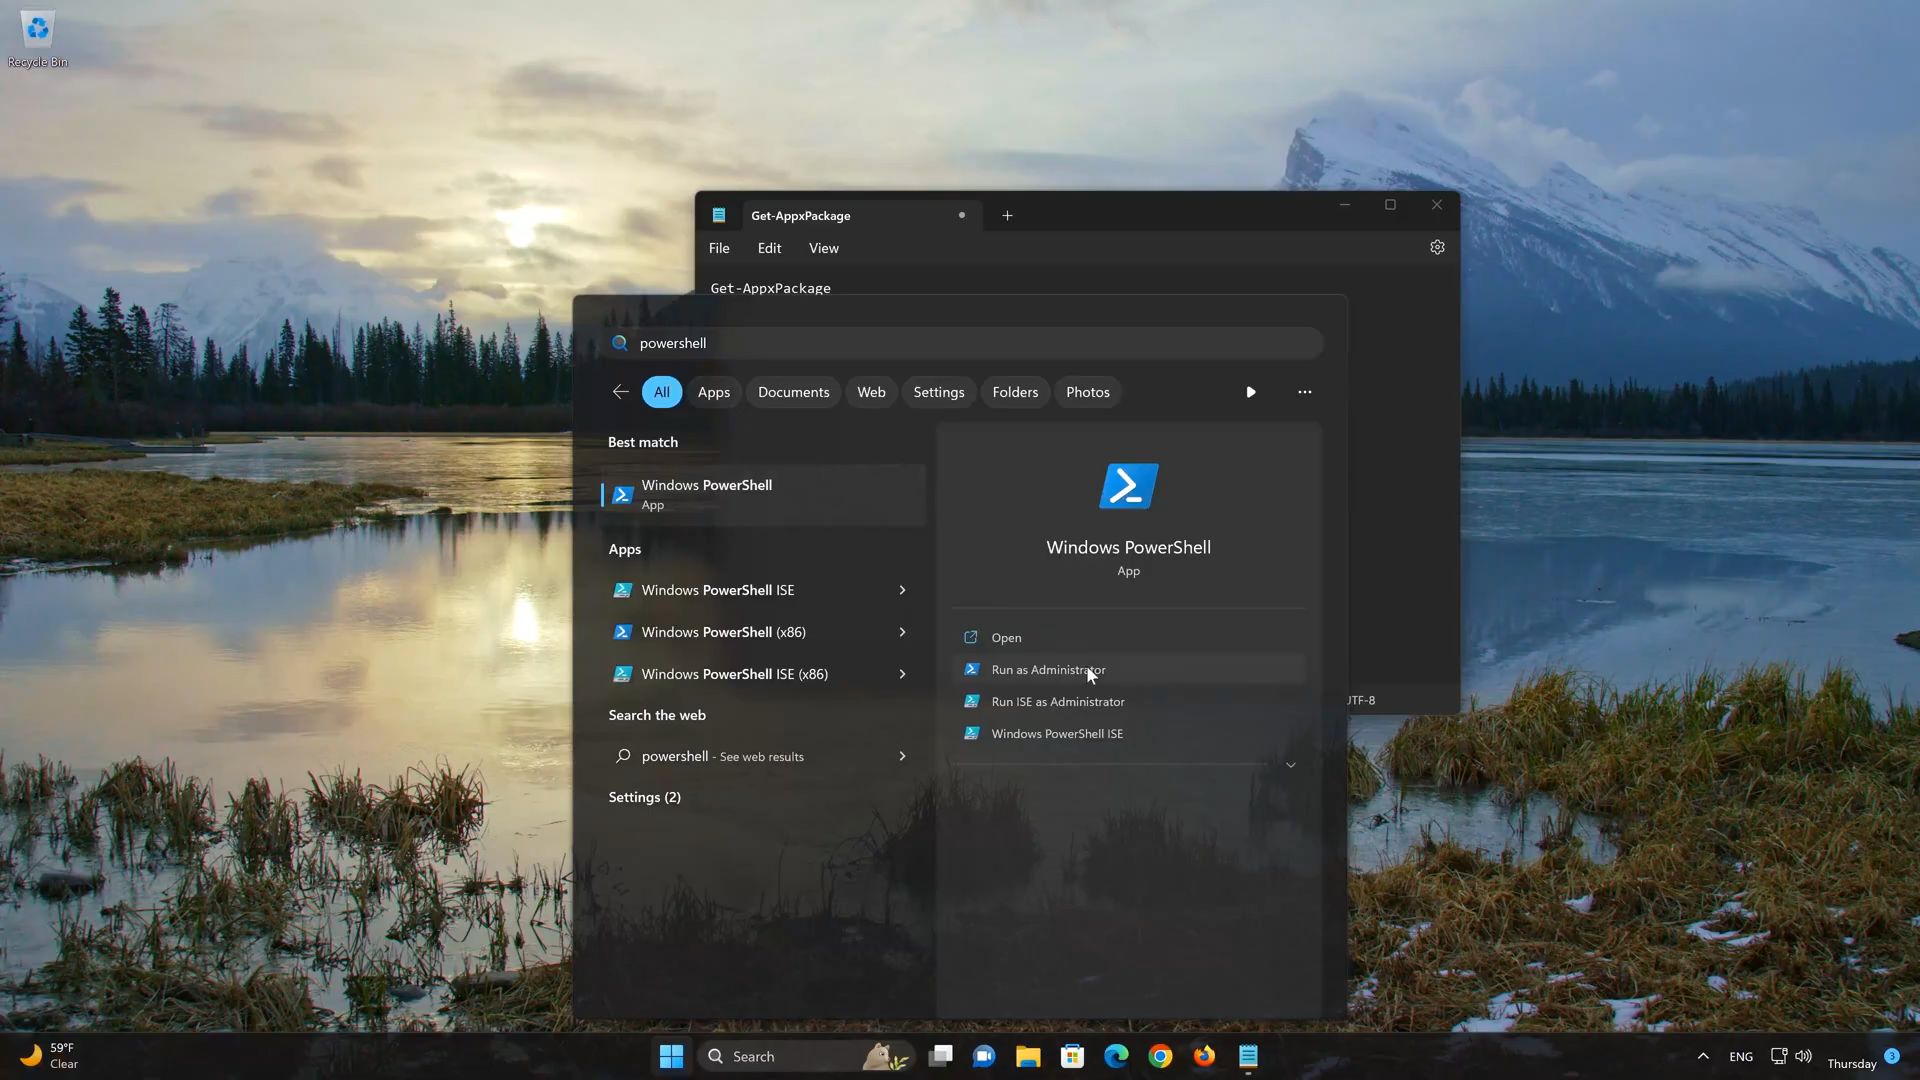 Recycle Bin
Get-AppxPackage
File Edit View
Get-AppxPackage
powershell
All Apps Documents Web Settings Folders Photos
Best match
Windows PowerShell
App
Apps
Windows PowerShell ISE
Windows PowerShell (x86)
Windows PowerShell ISE (x86)
Search the web
powershell - See web results
Settings (2)
Windows PowerShell
App
Open
Run as Administrator
Run ISE as Administrator
Windows PowerShell ISE
UTF-8
59°F
Clear
Search
ENG
Thursday
3